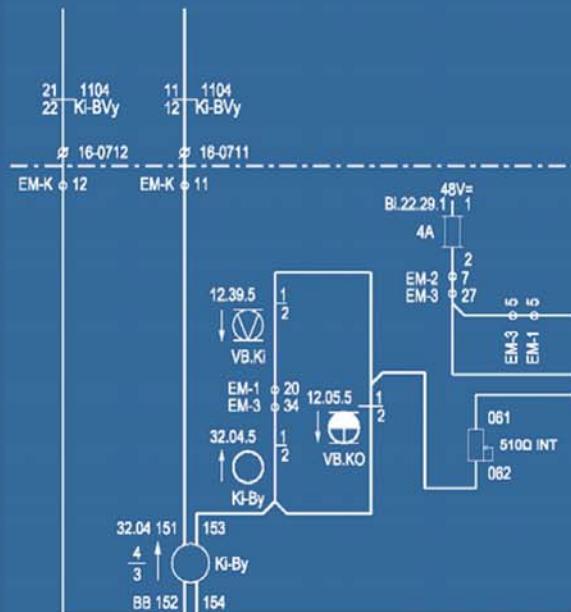 21 1104
22 Ki-BVy
11 1104
12 Ki-BVy
16-0712
16-0711
EM-K 12
EM-K 11
48V=
Bl.22.29.1 1
4A
2
EM-2 7
EM-3 27
EM-3 5
EM-1 5
12.39.5 1
2
VB.Ki
EM-1 20
EM-3 34
12.05.5 1
2
VB.KO
32.04.5 1
2
Ki-By
061
510Ω INT
062
32.04 151 153
4
3
Ki-By
BB 152 154